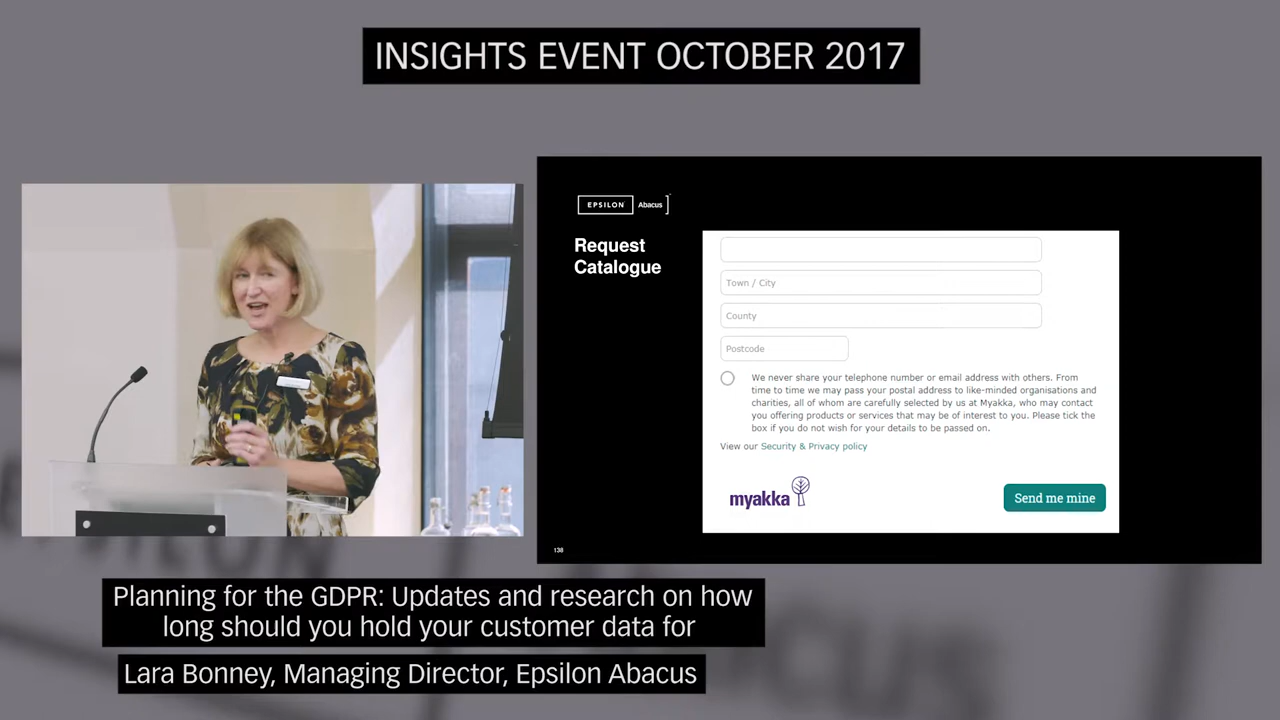 INSIGHTS EVENT OCTOBER 2017
EPSILON Abacus
Request
Catalogue
Town / City
County
Postcode
We never share your telephone number or email address with others. From
time to time we may pass your postal address to like-minded organisations and
charities, all of whom are carefully selected by us at Myakka, who may contact
you offering products or services that may be of interest to you. Please tick the
box if you do not wish for your details to be passed on.
View our Security & Privacy policy
myakka
Send me mine
138
Planning for the GDPR: Updates and research on how
long should you hold your customer data for
Lara Bonney, Managing Director, Epsilon Abacus